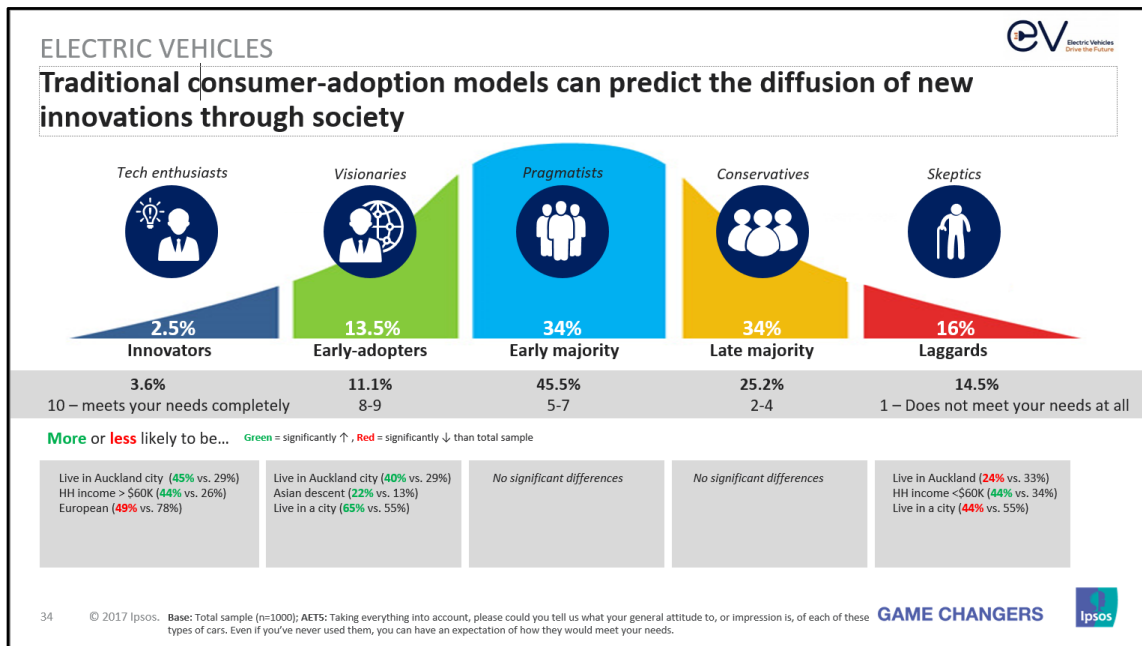 ELECTRIC VEHICLES
eV Electric Vehicles
Drive the Future
Traditional consumer-adoption models can predict the diffusion of new
innovations through society
Tech enthusiasts
Visionaries
Pragmatists
Conservatives
Skeptics
2.5%
13.5%
34%
34%
16%
Innovators
Early-adopters
Early majority
Late majority
Laggards
3.6%
11.1%
45.5%
25.2%
14.5%
10 – meets your needs completely
8-9
5-7
2-4
1 – Does not meet your needs at all
More or less likely to be… Green = significantly ↑ , Red = significantly ↓ than total sample
Live in Auckland city (45% vs. 29%)
HH income > $60K (44% vs. 26%)
European (49% vs. 78%)
Live in Auckland city (40% vs. 29%)
Asian descent (22% vs. 13%)
Live in a city (65% vs. 55%)
No significant differences
No significant differences
Live in Auckland (24% vs. 33%)
HH income <$60K (44% vs. 34%)
Live in a city (44% vs. 55%)
34 © 2017 Ipsos. Base: Total sample (n=1000); AET5: Taking everything into account, please could you tell us what your general attitude to, or impression is, of each of these
types of cars. Even if you've never used them, you can have an expectation of how they would meet your needs.
GAME CHANGERS
Ipsos